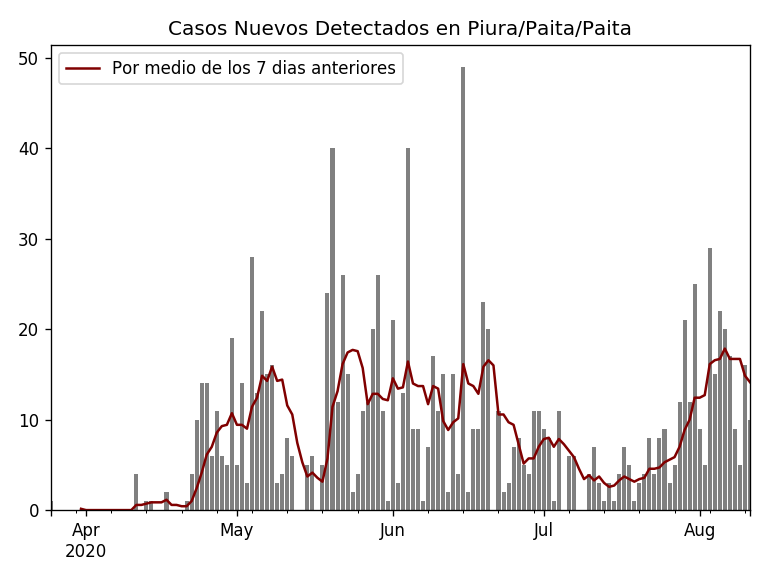 Casos Nuevos Detectados en Piura/Paita/Paita
Por medio de los 7 dias anteriores
50
40
30
20
10
0
Apr May Jun Jul Aug
2020